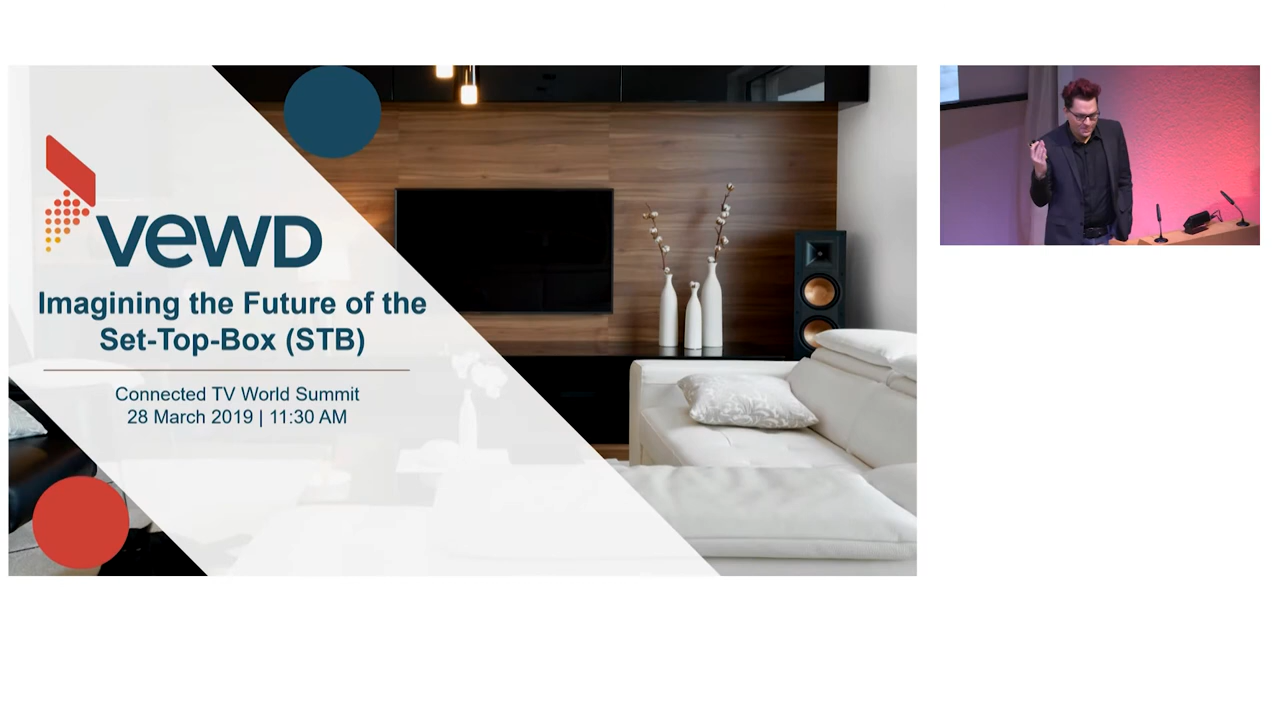 vewd
Imagining the Future of the
Set-Top-Box (STB)
Connected TV World Summit
28 March 2019 | 11:30 AM